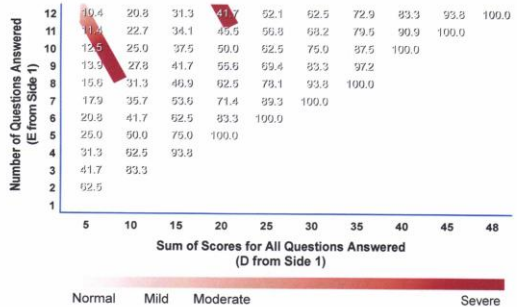 Number of Questions Answered
(E from Side 1)
12 10.4 20.8 31.3 41.7 52.1 62.5 72.9 83.3 93.8 100.0
11 11.4 22.7 34.1 45.5 56.8 68.2 79.5 90.9 100.0
10 12.5 25.0 37.5 50.0 62.5 75.0 87.5 100.0
9 13.9 27.8 41.7 55.6 69.4 83.3 97.2
8 15.6 31.3 46.9 62.5 78.1 93.8 100.0
7 17.9 35.7 53.6 71.4 89.3 100.0
6 20.8 41.7 62.5 83.3 100.0
5 25.0 50.0 75.0 100.0
4 31.3 62.5 93.8
3 41.7 83.3
2 62.5
1
5 10 15 20 25 30 35 40 45 48
Sum of Scores for All Questions Answered
(D from Side 1)
Normal Mild Moderate Severe